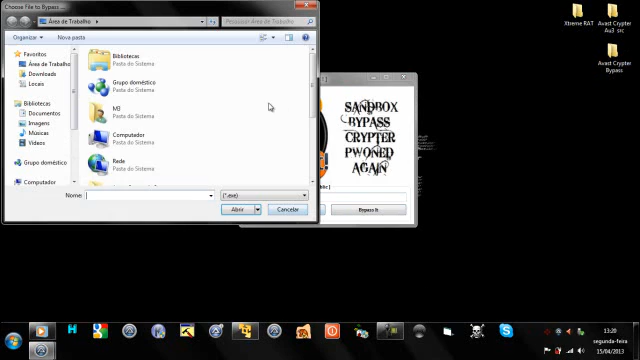 Choose File to Bypass ...
Área de Trabalho
Pesquisar Área de Trabalho
Organizar
Nova pasta
Favoritos
Área de Trabalho
Downloads
Locais
Bibliotecas
Documentos
Imagens
Músicas
Vídeos
Grupo doméstico
Computador
Bibliotecas
Pasta do Sistema
Grupo doméstico
Pasta do Sistema
M3
Pasta do Sistema
Computador
Pasta do Sistema
Rede
Pasta do Sistema
Nome:
(*.exe)
Abrir
Cancelar
SANDBOX
BYPASS
CRYPTER
PWONED
AGAIN
Bypass It
Xtreme RAT
Avast Crypter
Au3 src
Avast Crypter
Bypass
13:20
segunda-feira
15/04/2013